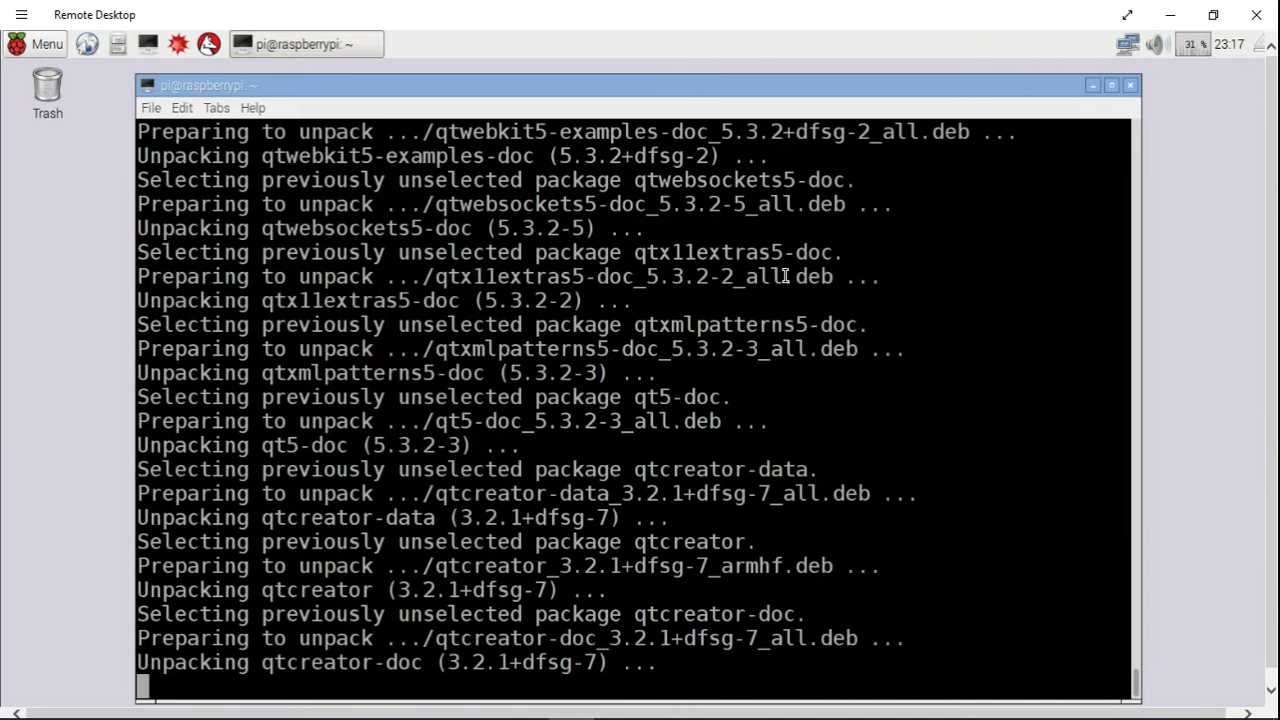 Remote Desktop
Menu
pi@raspberrypi: ~
31 %
23:17
Trash
pi@raspberrypi: ~
File Edit Tabs Help
Preparing to unpack .../qtwebkit5-examples-doc_5.3.2+dfsg-2_all.deb ...
Unpacking qtwebkit5-examples-doc (5.3.2+dfsg-2) ...
Selecting previously unselected package qtwebsockets5-doc.
Preparing to unpack .../qtwebsockets5-doc_5.3.2-5_all.deb ...
Unpacking qtwebsockets5-doc (5.3.2-5) ...
Selecting previously unselected package qtx11extras5-doc.
Preparing to unpack .../qtx11extras5-doc_5.3.2-2_all.deb ...
Unpacking qtx11extras5-doc (5.3.2-2) ...
Selecting previously unselected package qtxmlpatterns5-doc.
Preparing to unpack .../qtxmlpatterns5-doc_5.3.2-3_all.deb ...
Unpacking qtxmlpatterns5-doc (5.3.2-3) ...
Selecting previously unselected package qt5-doc.
Preparing to unpack .../qt5-doc_5.3.2-3_all.deb ...
Unpacking qt5-doc (5.3.2-3) ...
Selecting previously unselected package qtcreator-data.
Preparing to unpack .../qtcreator-data_3.2.1+dfsg-7_all.deb ...
Unpacking qtcreator-data (3.2.1+dfsg-7) ...
Selecting previously unselected package qtcreator.
Preparing to unpack .../qtcreator_3.2.1+dfsg-7_armhf.deb ...
Unpacking qtcreator (3.2.1+dfsg-7) ...
Selecting previously unselected package qtcreator-doc.
Preparing to unpack .../qtcreator-doc_3.2.1+dfsg-7_all.deb ...
Unpacking qtcreator-doc (3.2.1+dfsg-7) ...